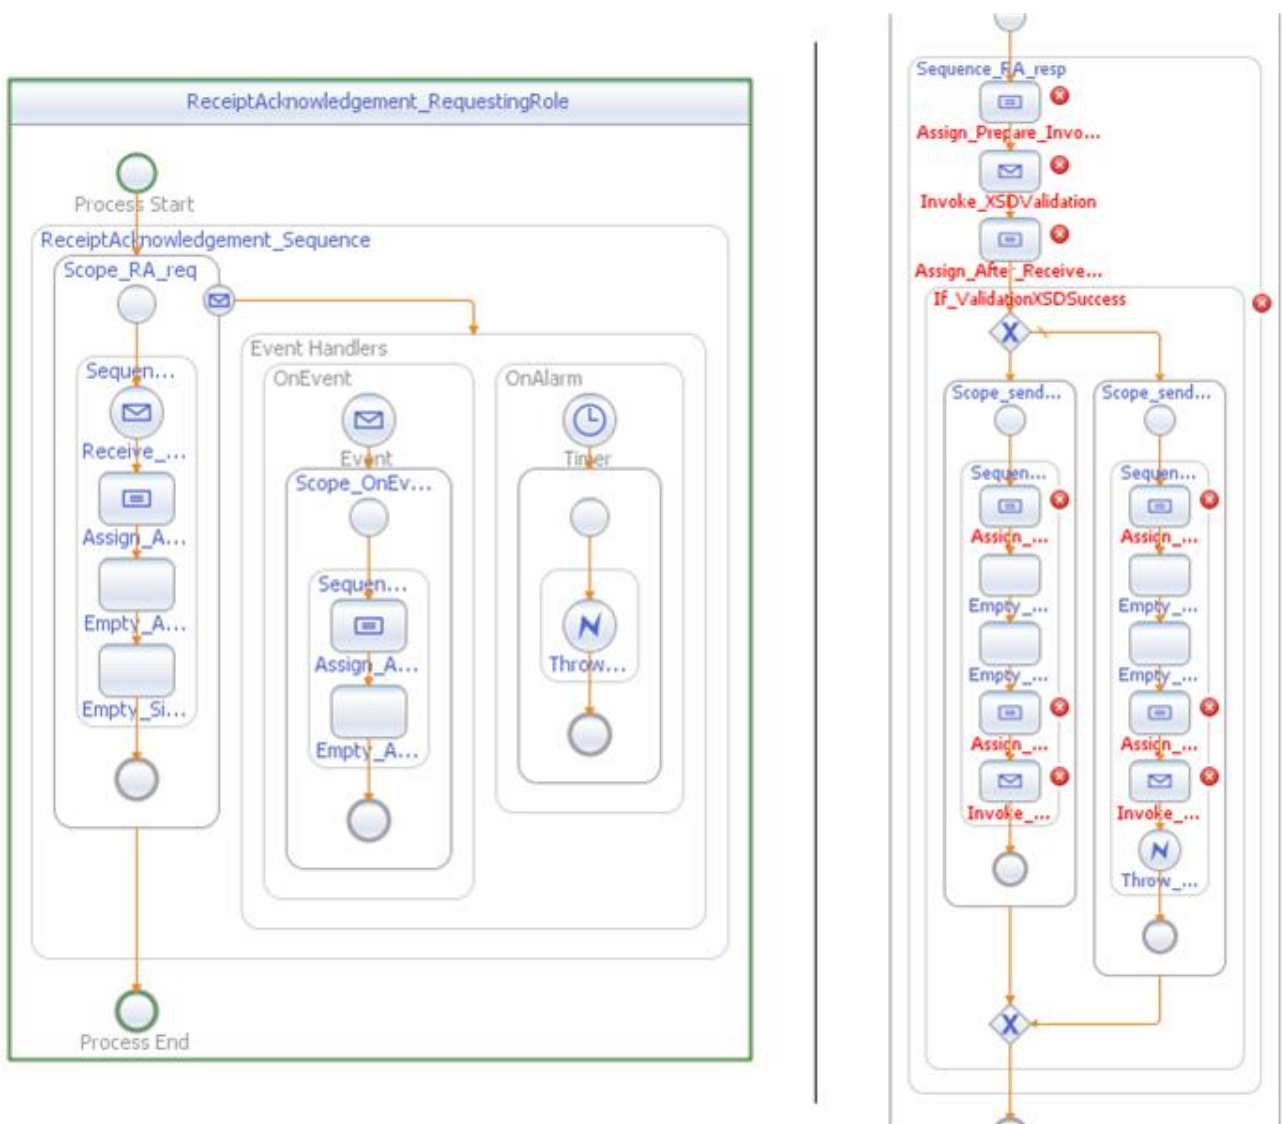 ReceiptAcknowledgement_RequestingRole
Process Start
ReceiptAcknowledgement_Sequence
Scope_RA_req
Sequen...
Receive_...
Assign_A...
Empty_A...
Empty_Si...
Event Handlers
OnEvent
Event
Scope_OnEv...
Sequen...
Assign_A...
Empty_A...
OnAlarm
Timer
Throw...
Process End
Sequence_RA_resp
Assign_Prepare_Invo...
Invoke_XSDValidation
Assign_After_Receive...
If_ValidationXSDSuccess
X
Scope_send...
Sequen...
Assign_...
Empty_...
Empty_...
Assign_...
Invoke_...
Scope_send...
Sequen...
Assign_...
Empty_...
Empty_...
Assign_...
Invoke_...
Throw_...
X